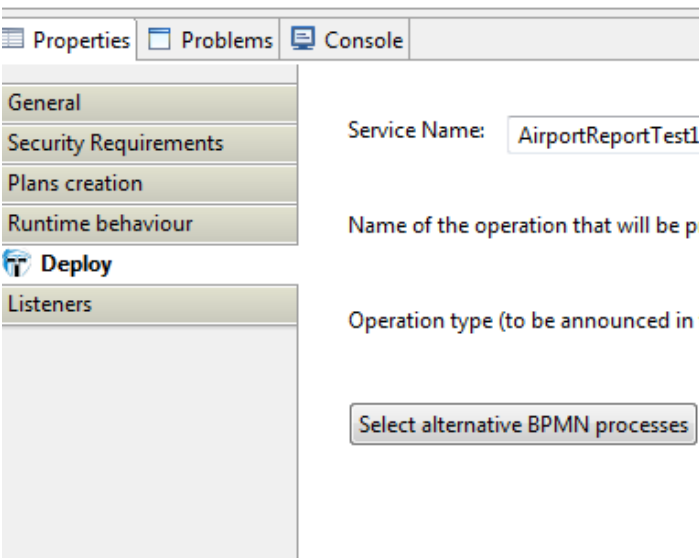 Properties Problems Console
General
Security Requirements
Plans creation
Runtime behaviour
Deploy
Listeners
Service Name: AirportReportTest1
Name of the operation that will be
Operation type (to be announced in
Select alternative BPMN processes